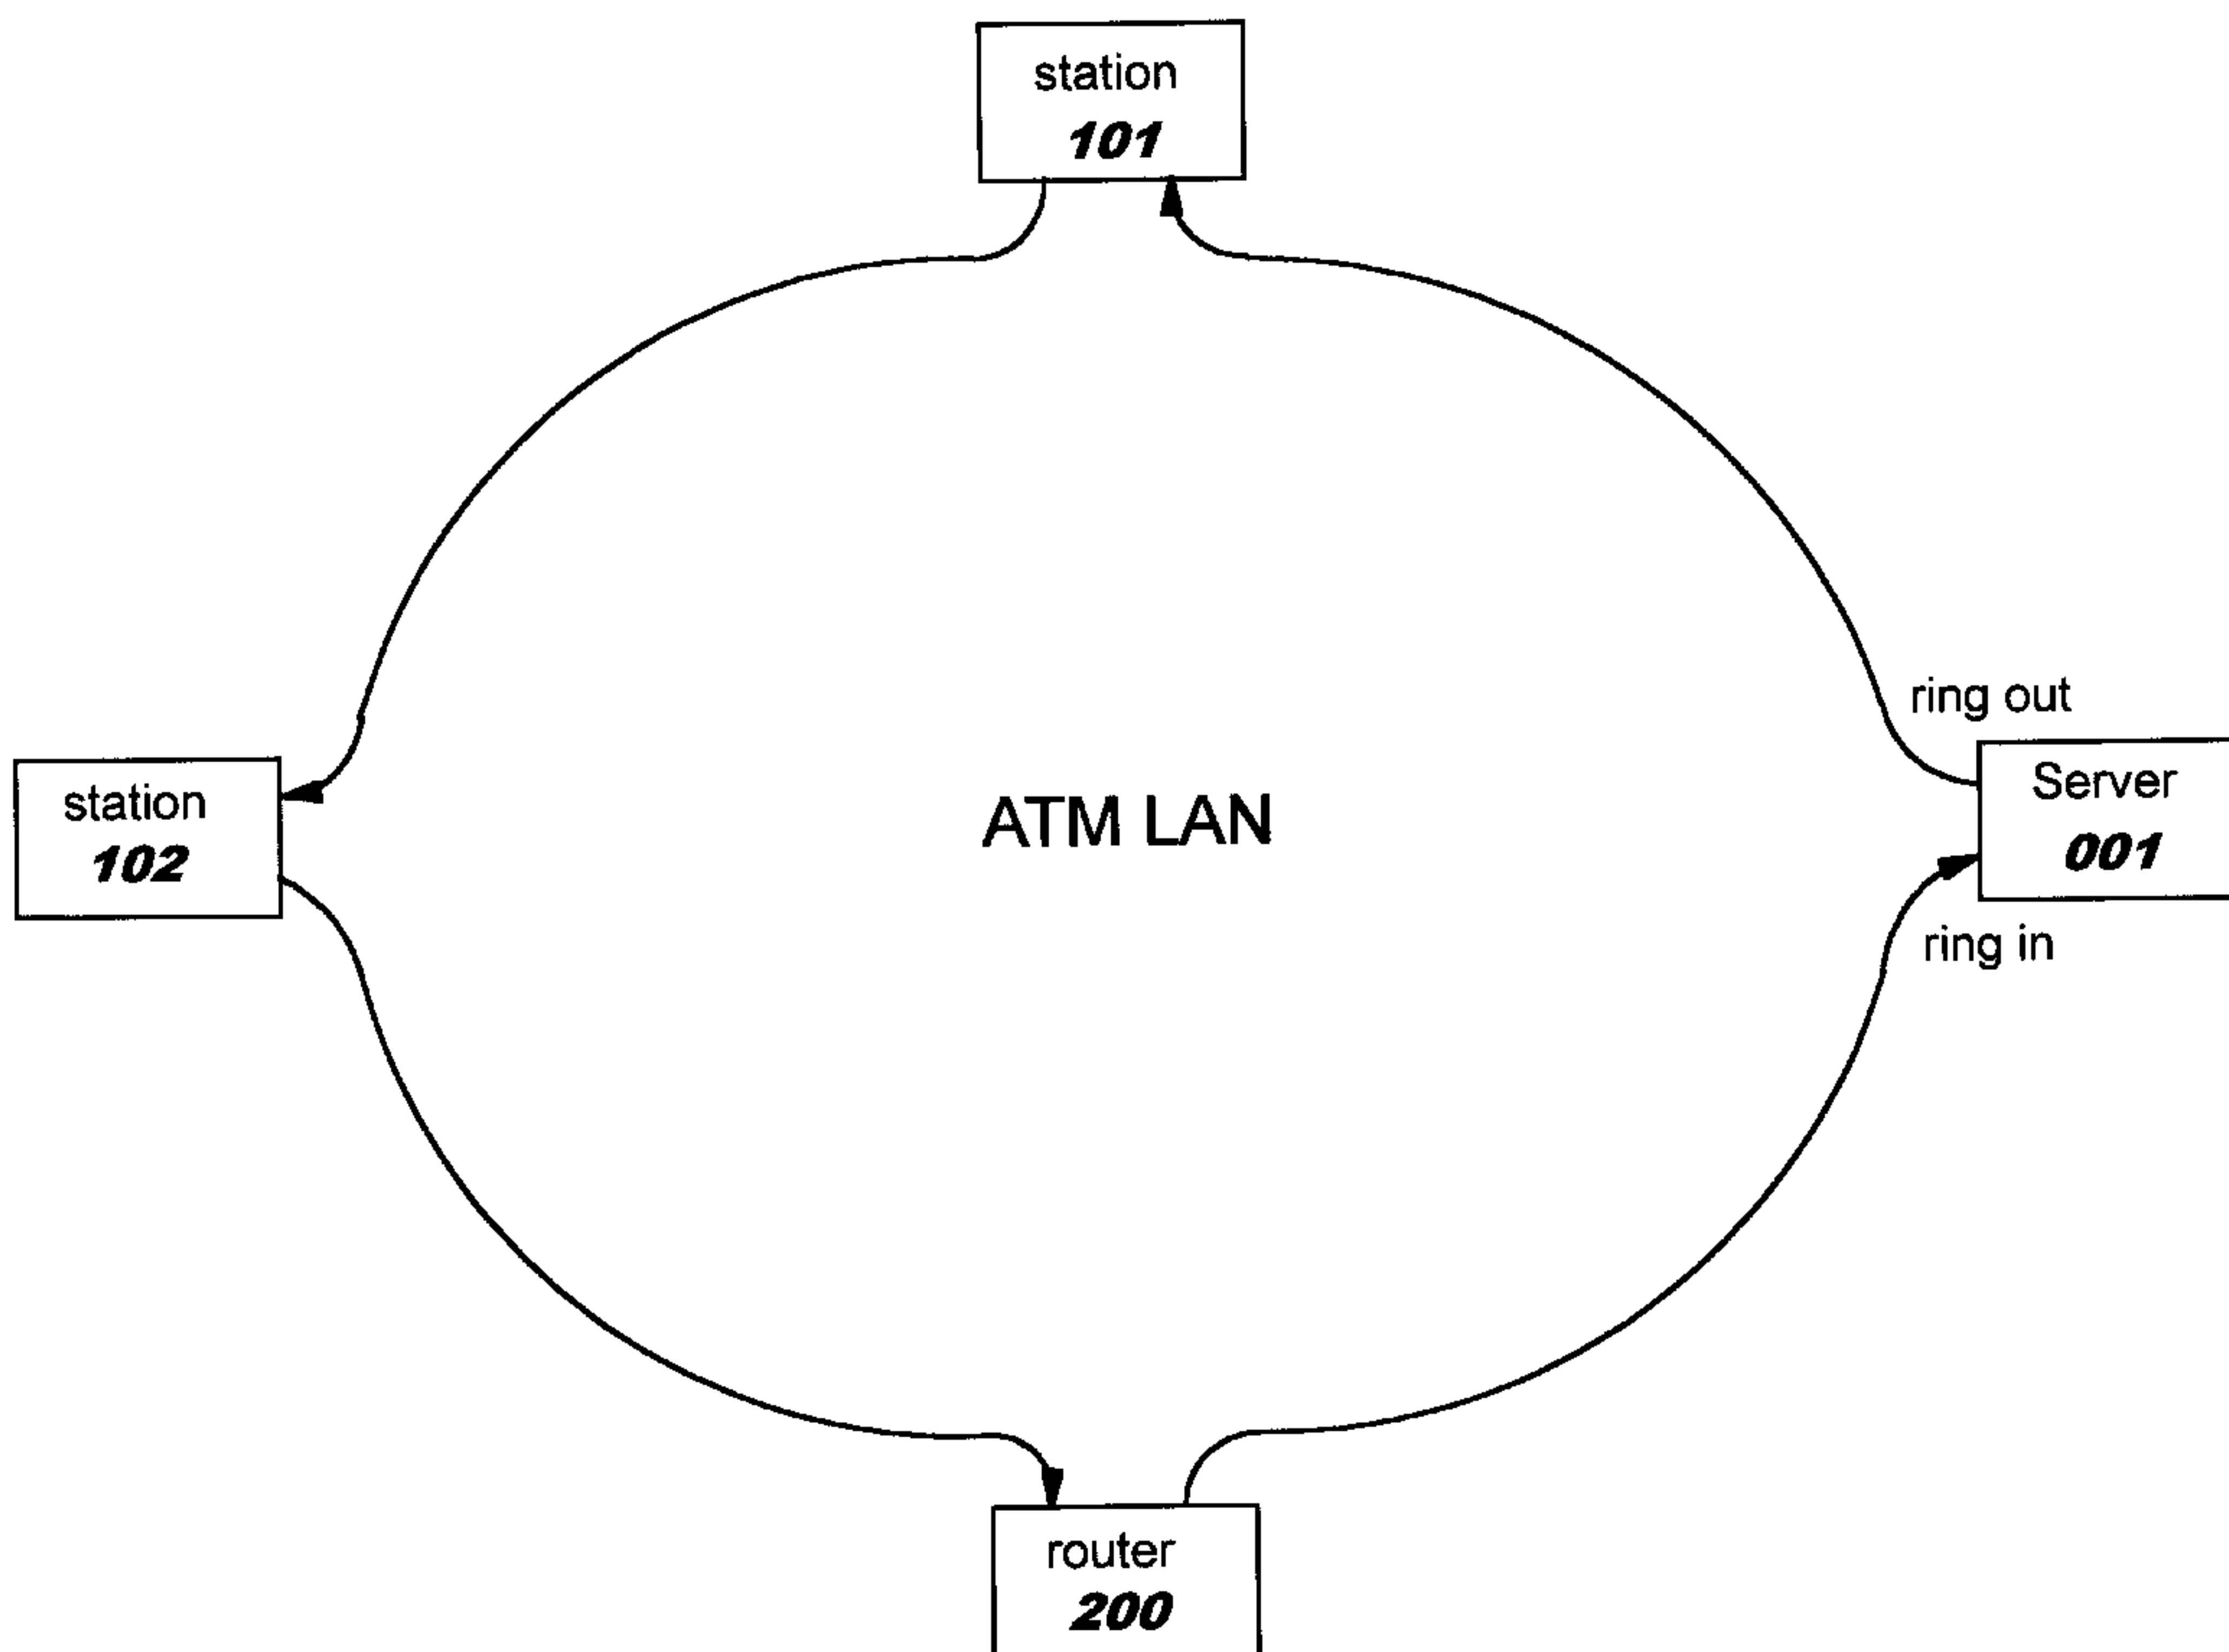 station
101
ring out
station
102
ATM LAN
Server
001
ring in
router
200